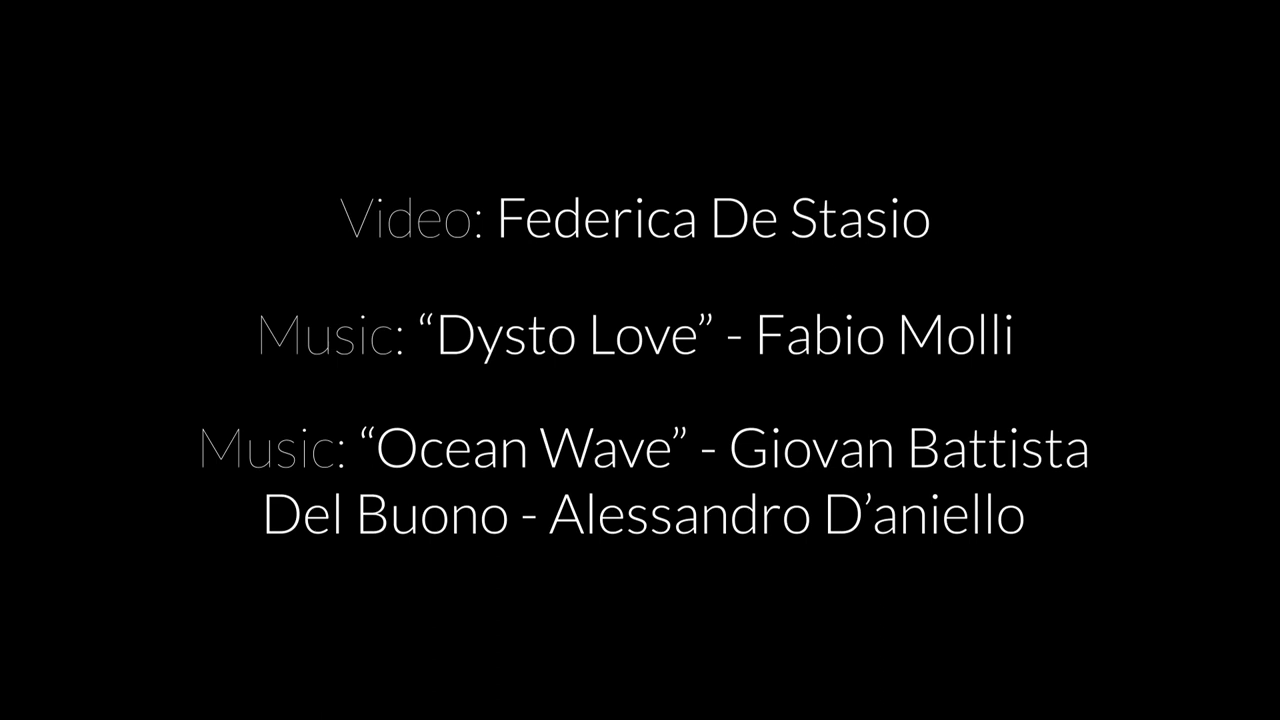 Video: Federica De Stasio
Music: “Dysto Love” - Fabio Molli
Music: “Ocean Wave” - Giovan Battista
Del Buono - Alessandro D’aniello